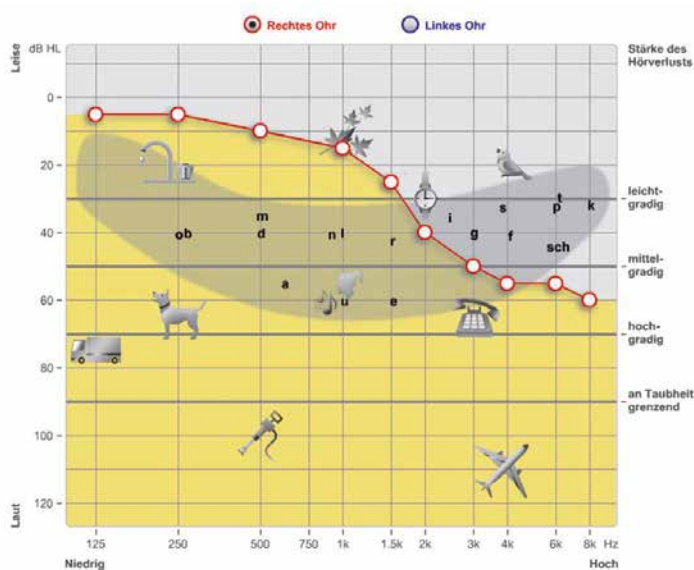 Rechtes Ohr
Linkes Ohr
Leise
dB HL
Stärke des
Hörverlusts
0
20
leicht-
gradig
t
s
p
k
m
i
40
ob
d
n
l
r
g
f
sch
mittel-
gradig
a
60
u
e
hoch-
gradig
80
an Taubheit
grenzend
100
120
Laut
125
250
500
750
1k
1.5k
2k
3k
4k
6k
8k
Hz
Niedrig
Hoch